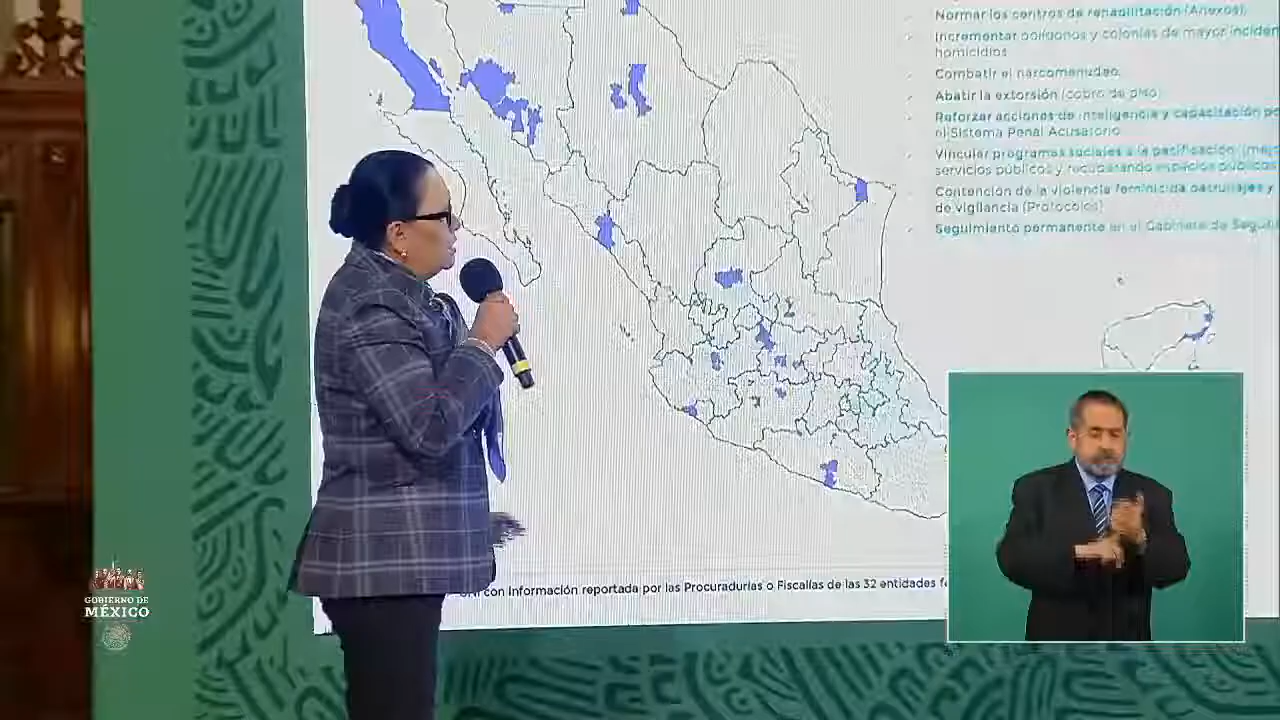 Normar los centros de rehabilitación (Anexos).
Incrementar polígonos y colonias de mayor
homicidios
Combatir el narcomenudeo.
Abatir la extorsión (cobro de piso)
Reforzar acciones de inteligencia y capacitación
el Sistema Penal Acusatorio
Vincular programas sociales a la pacificación
servicios públicos y recuperando espacios públicos
Contención de la violencia feminicida patrullajes y
de vigilancia (Protocolos)
Seguimiento permanente en el Gabinete de
con información reportada por las Procuradurías o Fiscalías de las 32 entidades
GOBIERNO DE
MÉXICO